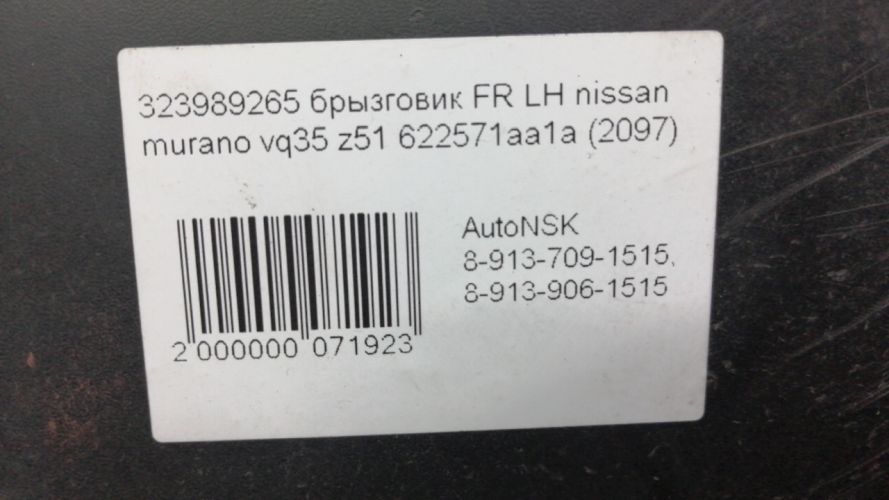 323989265 брызговик FR LH nissan
murano vq35 z51 622571aa1a (2097)
AutoNSK
8-913-709-1515,
8-913-906-1515
2 000000 071923